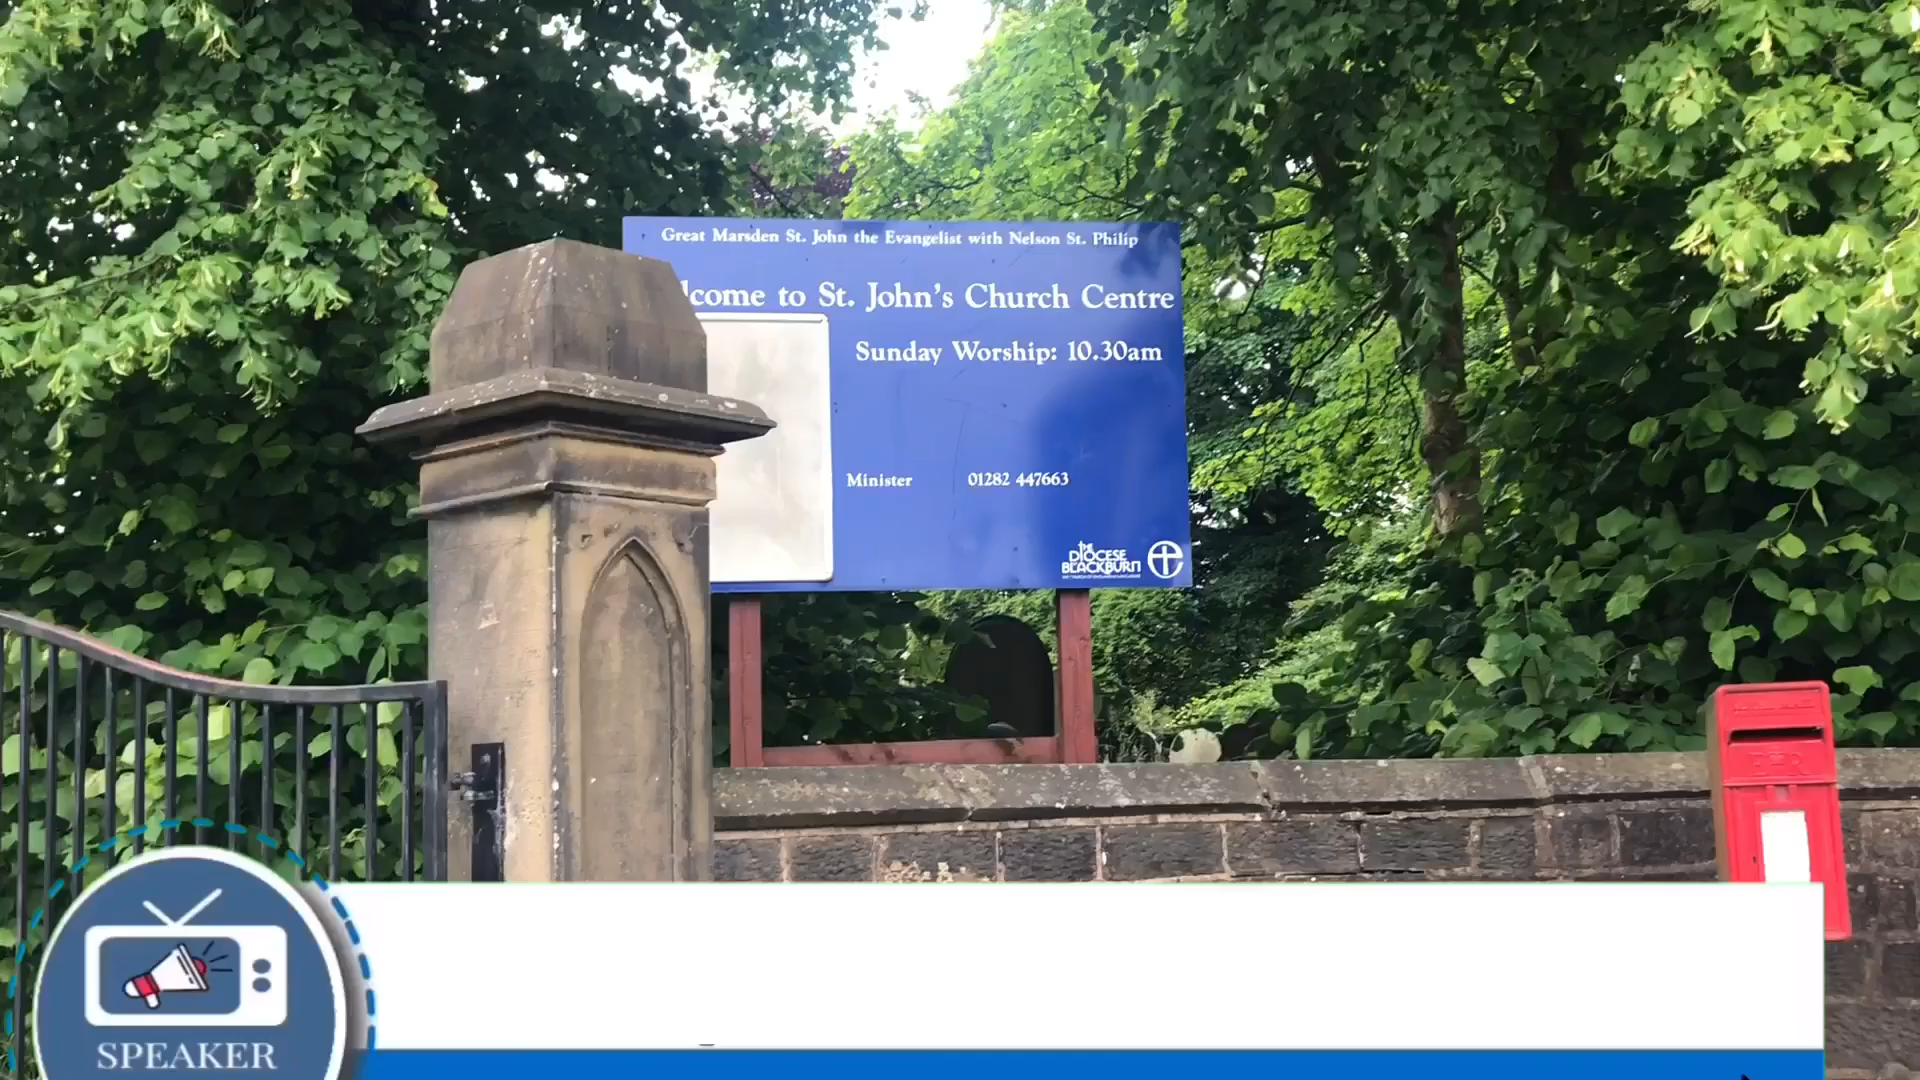 Great Marsden St. John the Evangelist with Nelson St. Philip
lcome to St. John's Church Centre
Sunday Worship: 10.30am
Minister 01282 447663
THE
DIOCESE
BLACKBURN
SPEAKER